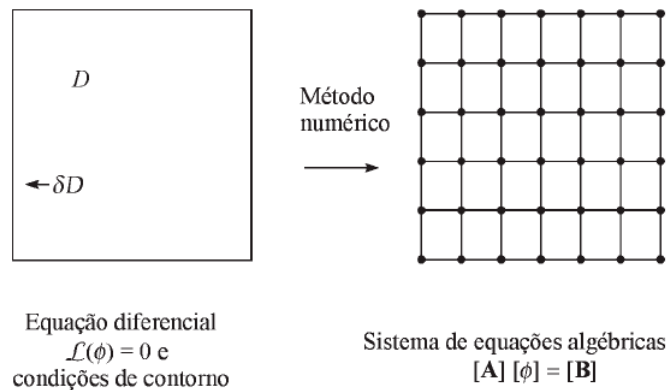 D
δD
Método
numérico
Equação diferencial
ℒ(ϕ) = 0 e
condições de contorno
Sistema de equações algébricas
[A] [ϕ] = [B]